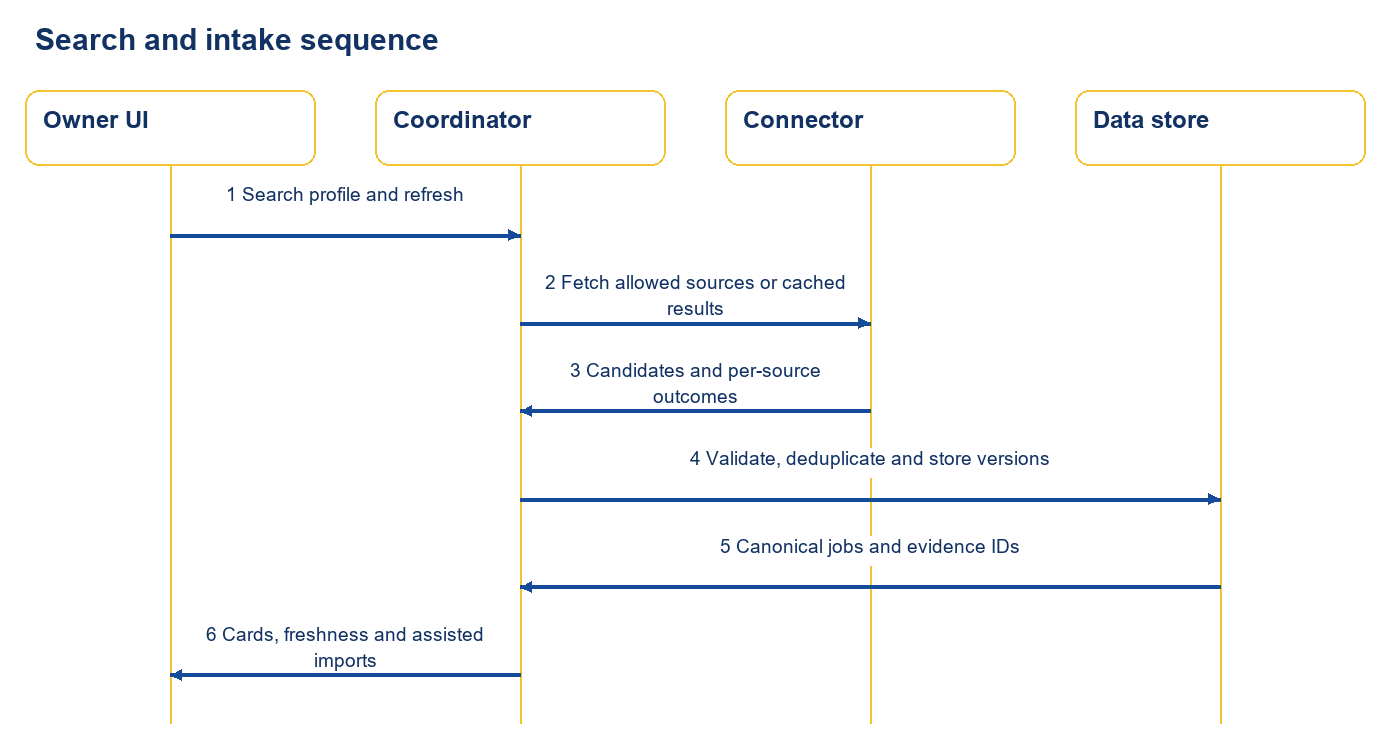 Search and intake sequence
Owner UI
Coordinator
Connector
Data store
1 Search profile and refresh
2 Fetch allowed sources or cached
results
3 Candidates and per-source
outcomes
4 Validate, deduplicate and store versions
5 Canonical jobs and evidence IDs
6 Cards, freshness and assisted
imports